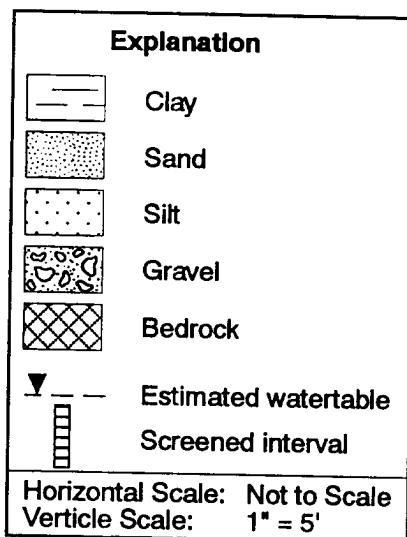 Explanation
Clay
Sand
Silt
Gravel
Bedrock
Estimated watertable
Screened interval
Horizontal Scale: Not to Scale
Verticle Scale: 1" = 5'